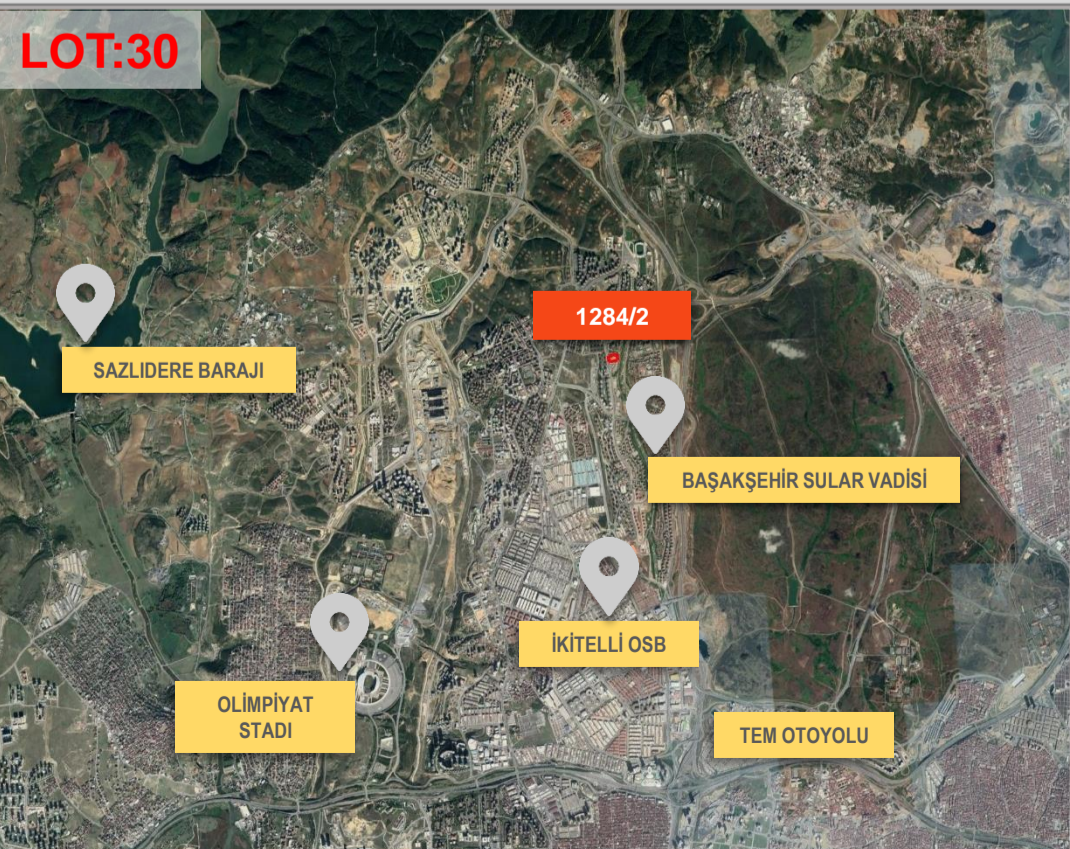 LOT:30
1284/2
SAZLIDERE BARAJI
BAŞAKŞEHİR SULAR VADİSİ
İKİTELLİ OSB
OLİMPİYAT
STADI
TEM OTOYOLU